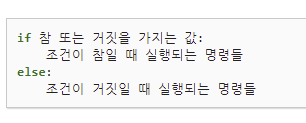 if 참 또는 거짓을 가지는 값:
    조건이 참일 때 실행되는 명령들
else:
    조건이 거짓일 때 실행되는 명령들